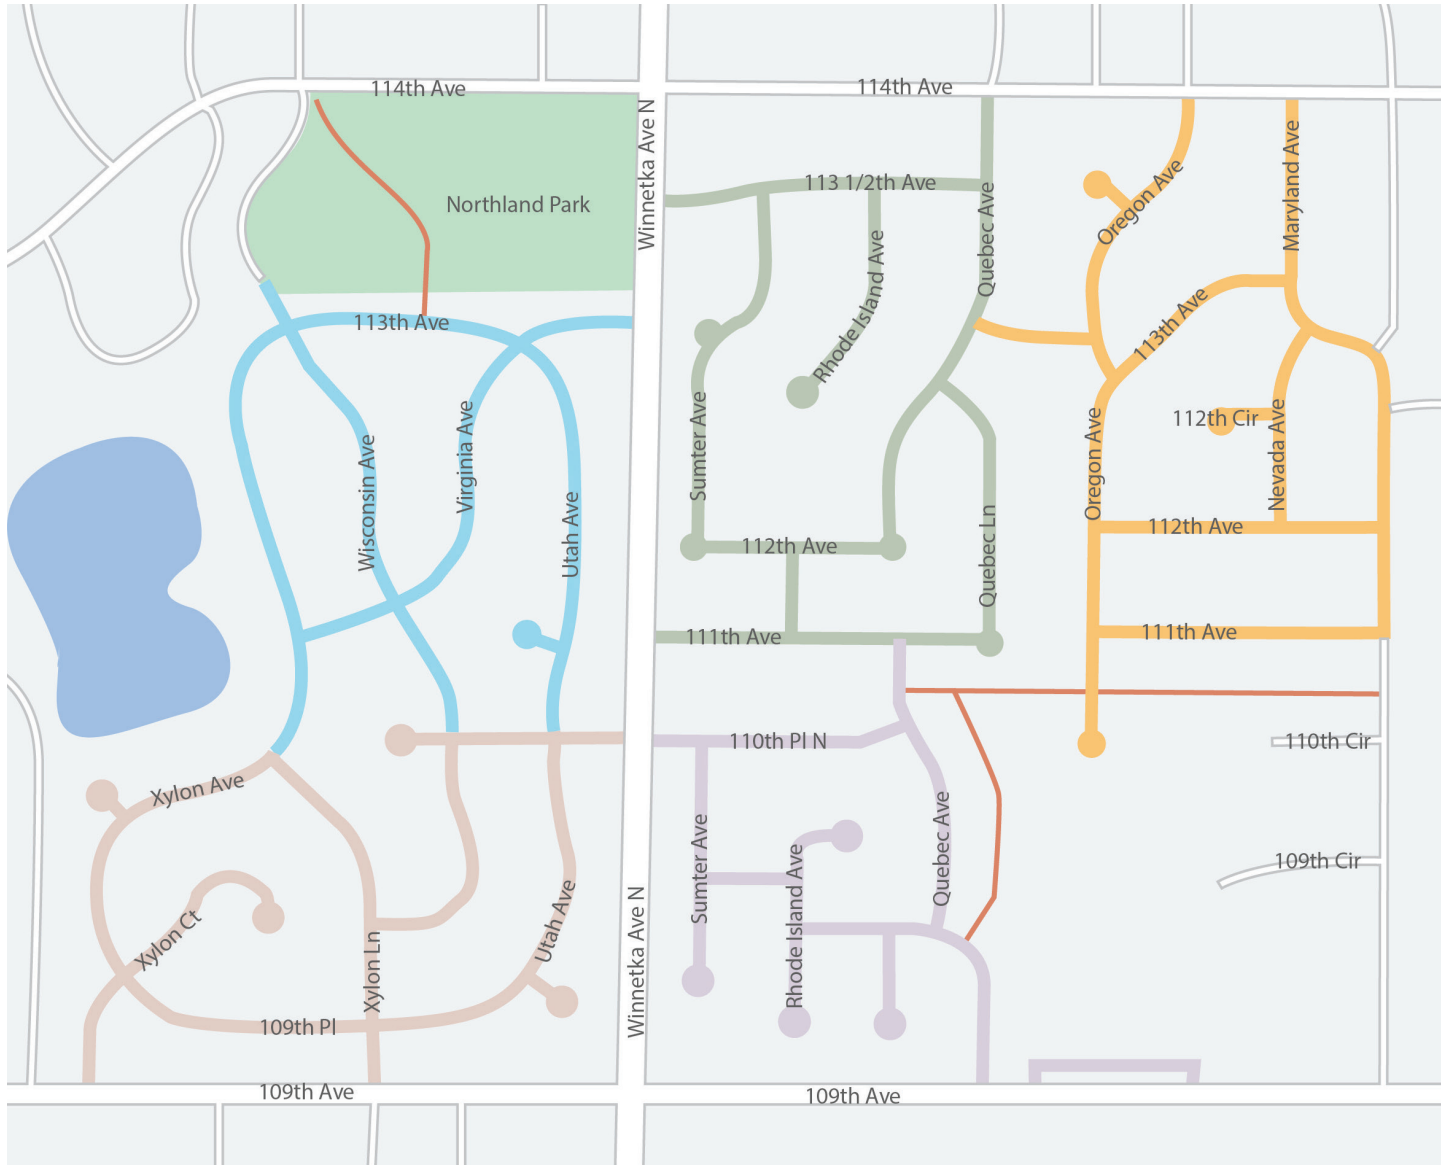 114th Ave
114th Ave
Winnetka Ave N
Northland Park
113 1/2th Ave
Quebec Ave
Oregon Ave
Maryland Ave
Rhode Island Ave
113th Ave
113th Ave
Wisconsin Ave
Virginia Ave
Utah Ave
Sumter Ave
112th Cir
Nevada Ave
Oregon Ave
112th Ave
112th Ave
Quebec Ln
111th Ave
111th Ave
110th Pl N
110th Cir
Xylon Ave
Sumter Ave
Rhode Island Ave
Quebec Ave
109th Cir
Xylon Ct
Xylon Ln
Utah Ave
Winnetka Ave N
109th Pl
109th Ave
109th Ave